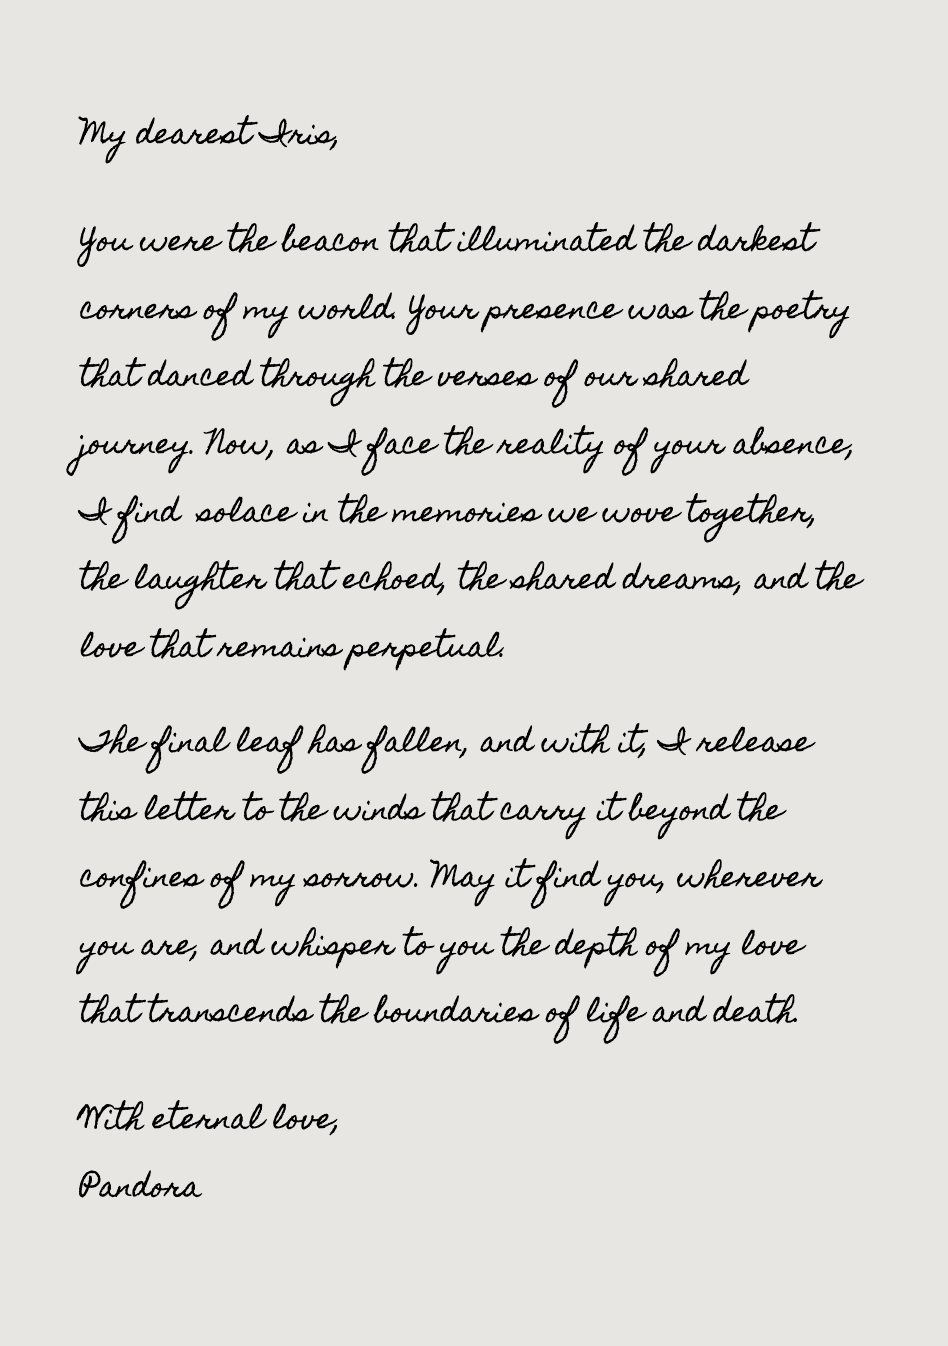 My dearest Iris,
You were the beacon that illuminated the darkest
corners of my world. Your presence was the poetry
that danced through the verses of our shared
journey. Now, as I face the reality of your absence,
I find solace in the memories we wove together,
the laughter that echoed, the shared dreams, and the
love that remains perpetual.
The final leaf has fallen, and with it, I release
this letter to the winds that carry it beyond the
confines of my sorrow. May it find you, wherever
you are, and whisper to you the depth of my love
that transcends the boundaries of life and death.
With eternal love,
Pandora